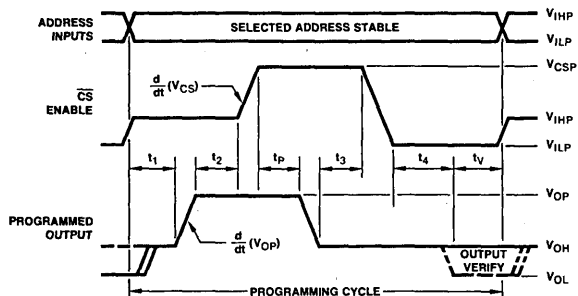 ADDRESS
INPUTS
SELECTED ADDRESS STABLE
VIHP
VILP
CS
ENABLE
d/dt (VCS)
VCSP
VIHP
VILP
t1
t2
tP
t3
t4
tV
PROGRAMMED
OUTPUT
d/dt (VOP)
VOP
VOH
OUTPUT
VERIFY
VOL
PROGRAMMING CYCLE